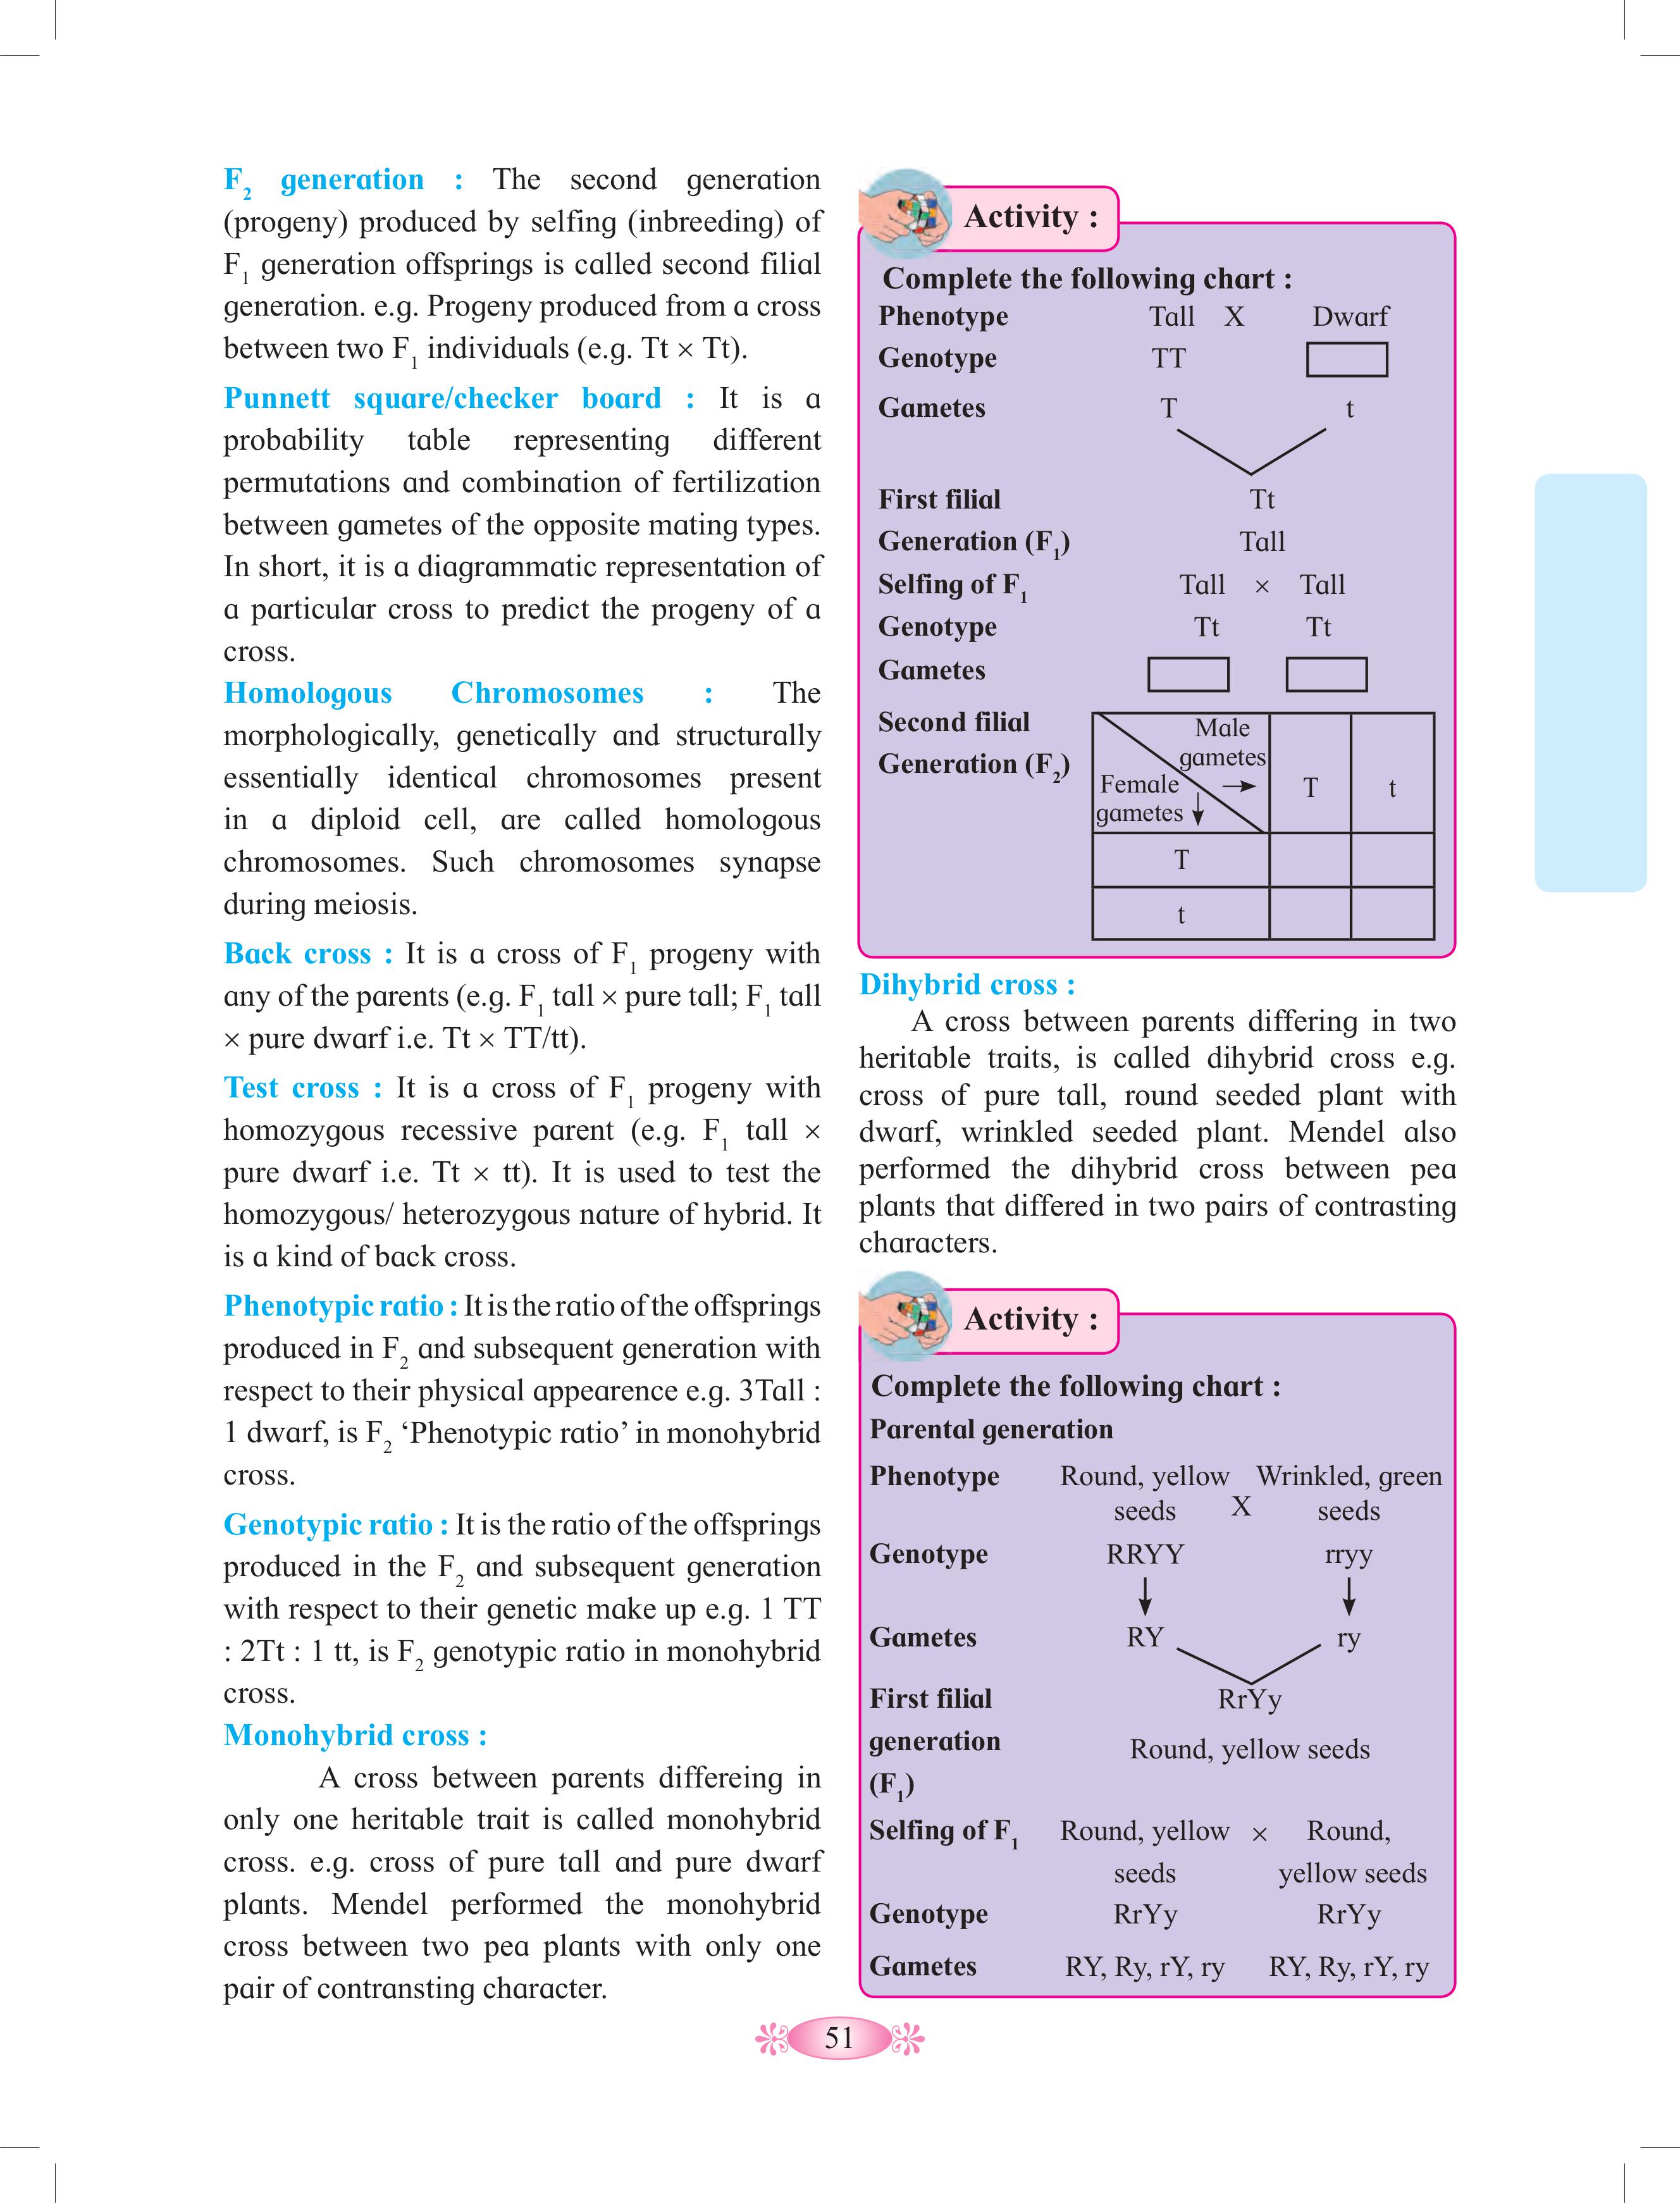 F2 generation : The second generation
(progeny) produced by selfing (inbreeding) of
F1 generation offsprings is called second filial
generation. e.g. Progeny produced from a cross
between two F1 individuals (e.g. Tt × Tt).
Punnett square/checker board : It is a
probability table representing different
permutations and combination of fertilization
between gametes of the opposite mating types.
In short, it is a diagrammatic representation of
a particular cross to predict the progeny of a
cross.
Homologous Chromosomes : The
morphologically, genetically and structurally
essentially identical chromosomes present
in a diploid cell, are called homologous
chromosomes. Such chromosomes synapse
during meiosis.
Back cross : It is a cross of F1 progeny with
any of the parents (e.g. F1 tall × pure tall; F1 tall
× pure dwarf i.e. Tt × TT/tt).
Test cross : It is a cross of F1 progeny with
homozygous recessive parent (e.g. F1 tall ×
pure dwarf i.e. Tt × tt). It is used to test the
homozygous/ heterozygous nature of hybrid. It
is a kind of back cross.
Phenotypic ratio : It is the ratio of the offsprings
produced in F2 and subsequent generation with
respect to their physical appearence e.g. 3Tall :
1 dwarf, is F2 ‘Phenotypic ratio’ in monohybrid
cross.
Genotypic ratio : It is the ratio of the offsprings
produced in the F2 and subsequent generation
with respect to their genetic make up e.g. 1 TT
: 2Tt : 1 tt, is F2 genotypic ratio in monohybrid
cross.
Monohybrid cross :
A cross between parents differeing in
only one heritable trait is called monohybrid
cross. e.g. cross of pure tall and pure dwarf
plants. Mendel performed the monohybrid
cross between two pea plants with only one
pair of contransting character.
Activity :
Complete the following chart :
Phenotype Tall X Dwarf
Genotype TT
Gametes T t
First filial Tt
Generation (F1) Tall
Selfing of F1 Tall × Tall
Genotype Tt Tt
Gametes
Second filial
Generation (F2)
Male
gametes
Female
gametes
T t
T
t
Dihybrid cross :
A cross between parents differing in two
heritable traits, is called dihybrid cross e.g.
cross of pure tall, round seeded plant with
dwarf, wrinkled seeded plant. Mendel also
performed the dihybrid cross between pea
plants that differed in two pairs of contrasting
characters.
Activity :
Complete the following chart :
Parental generation
Phenotype Round, yellow Wrinkled, green
seeds X seeds
Genotype RRYY rryy
Gametes RY ry
First filial RrYy
generation
Round, yellow seeds
(F1)
Selfing of F1 Round, yellow × Round,
seeds yellow seeds
Genotype RrYy RrYy
Gametes RY, Ry, rY, ry RY, Ry, rY, ry
51